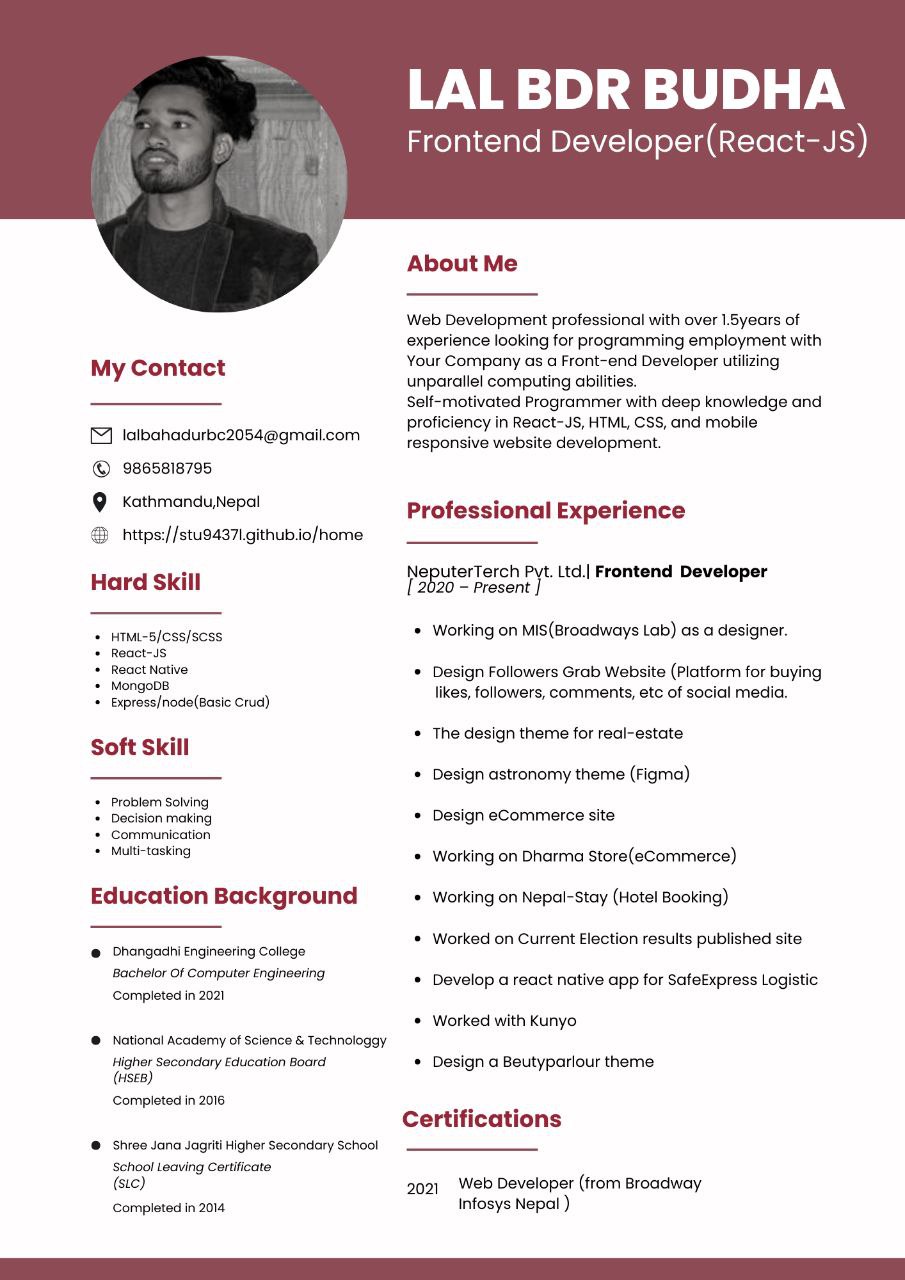 LAL BDR BUDHA
Frontend Developer(React-JS)
My Contact
lalbahadurbc2054@gmail.com
9865818795
Kathmandu,Nepal
https://stu9437l.github.io/home
Hard Skill
• HTML-5/CSS/SCSS
• React-JS
• React Native
• MongoDB
• Express/node(Basic Crud)
Soft Skill
• Problem Solving
• Decision making
• Communication
• Multi-tasking
Education Background
• Dhangadhi Engineering College
Bachelor Of Computer Engineering
Completed in 2021
• National Academy of Science & Technologgy
Higher Secondary Education Board
(HSEB)
Completed in 2016
• Shree Jana Jagriti Higher Secondary School
School Leaving Certificate
(SLC)
Completed in 2014
About Me
Web Development professional with over 1.5years of
experience looking for programming employment with
Your Company as a Front-end Developer utilizing
unparallel computing abilities.
Self-motivated Programmer with deep knowledge and
proficiency in React-JS, HTML, CSS, and mobile
responsive website development.
Professional Experience
NeputerTerch Pvt. Ltd.| Frontend Developer
[ 2020 – Present ]
• Working on MIS(Broadways Lab) as a designer.
• Design Followers Grab Website (Platform for buying
likes, followers, comments, etc of social media.
• The design theme for real-estate
• Design astronomy theme (Figma)
• Design eCommerce site
• Working on Dharma Store(eCommerce)
• Working on Nepal-Stay (Hotel Booking)
• Worked on Current Election results published site
• Develop a react native app for SafeExpress Logistic
• Worked with Kunyo
• Design a Beutyparlour theme
Certifications
2021 Web Developer (from Broadway
Infosys Nepal )